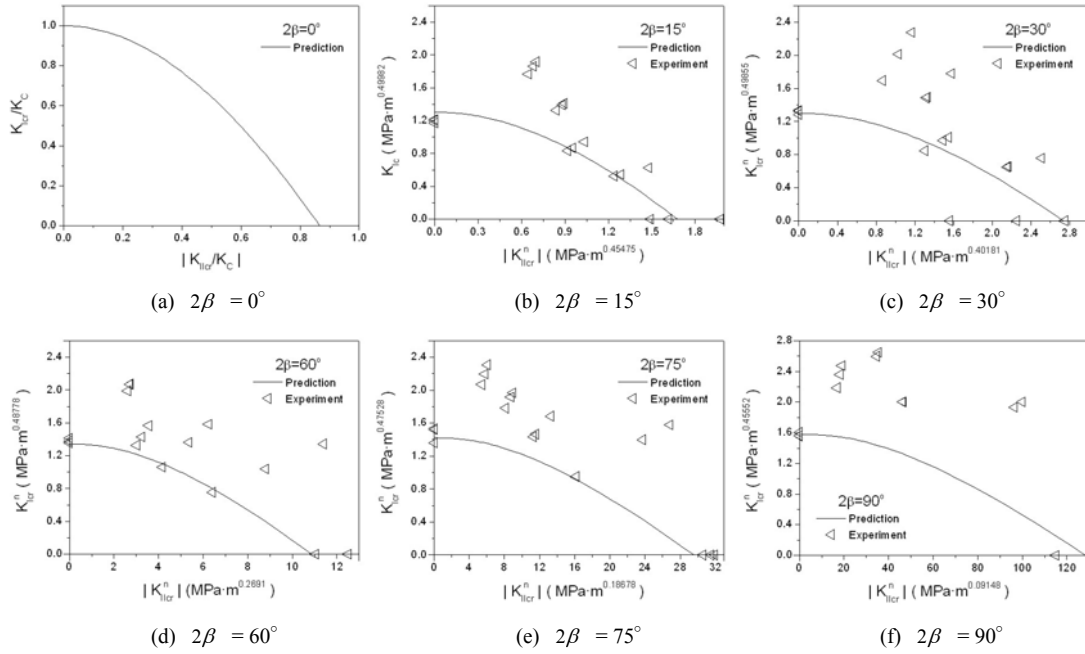 2β=0°
Prediction
K_Icr/K_C
1.0
0.8
0.6
0.4
0.2
0.0
0.0 0.2 0.4 0.6 0.8 1.0
| K_IIcr/K_C |
(a) 2β = 0°
2β=15°
Prediction
Experiment
K_Ic ( MPa·m^0.49982 )
2.4
2.0
1.6
1.2
0.8
0.4
0.0
0.0 0.3 0.6 0.9 1.2 1.5 1.8
| K^n_IIcr | ( MPa·m^0.45475 )
(b) 2β = 15°
2β=30°
Prediction
Experiment
K^n_Icr ( MPa·m^0.49855 )
2.4
2.0
1.6
1.2
0.8
0.4
0.0
0.0 0.4 0.8 1.2 1.6 2.0 2.4 2.8
| K^n_IIcr | ( MPa·m^0.40181 )
(c) 2β = 30°
2β=60°
Prediction
Experiment
K^n_Icr ( MPa·m^0.48778 )
2.4
2.0
1.6
1.2
0.8
0.4
0.0
0 2 4 6 8 10 12
| K^n_IIcr | (MPa·m^0.2691 )
(d) 2β = 60°
2β=75°
Prediction
Experiment
K^n_Icr ( MPa·m^0.47528 )
2.4
2.0
1.6
1.2
0.8
0.4
0.0
0 4 8 12 16 20 24 28 32
| K^n_IIcr | ( MPa·m^0.18678 )
(e) 2β = 75°
2β=90°
Prediction
Experiment
K^n_Icr ( MPa·m^0.45552 )
2.8
2.4
2.0
1.6
1.2
0.8
0.4
0.0
0 20 40 60 80 100 120
| K^n_IIcr | ( MPa·m^0.09148 )
(f) 2β = 90°